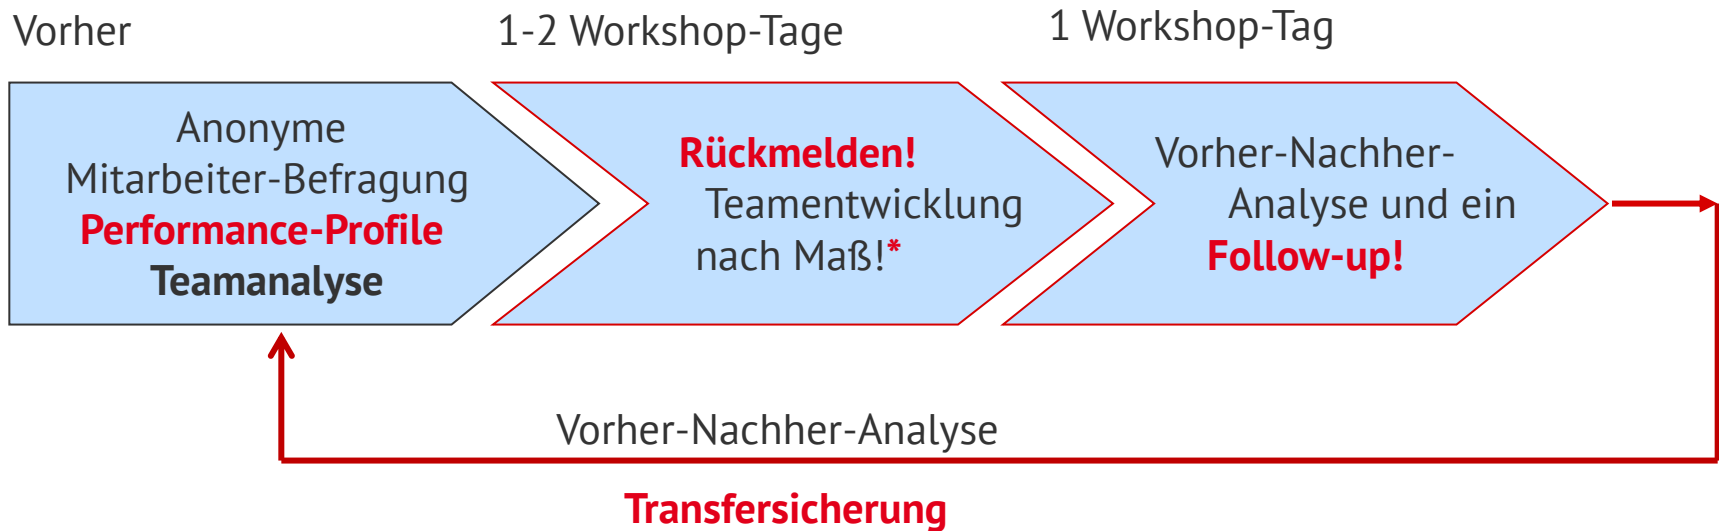 Vorher
1-2 Workshop-Tage
1 Workshop-Tag
Anonyme
Mitarbeiter-Befragung
Performance-Profile
Teamanalyse
Rückmelden!
Teamentwicklung
nach Maß!*
Vorher-Nachher-
Analyse und ein
Follow-up!
Vorher-Nachher-Analyse
Transfersicherung